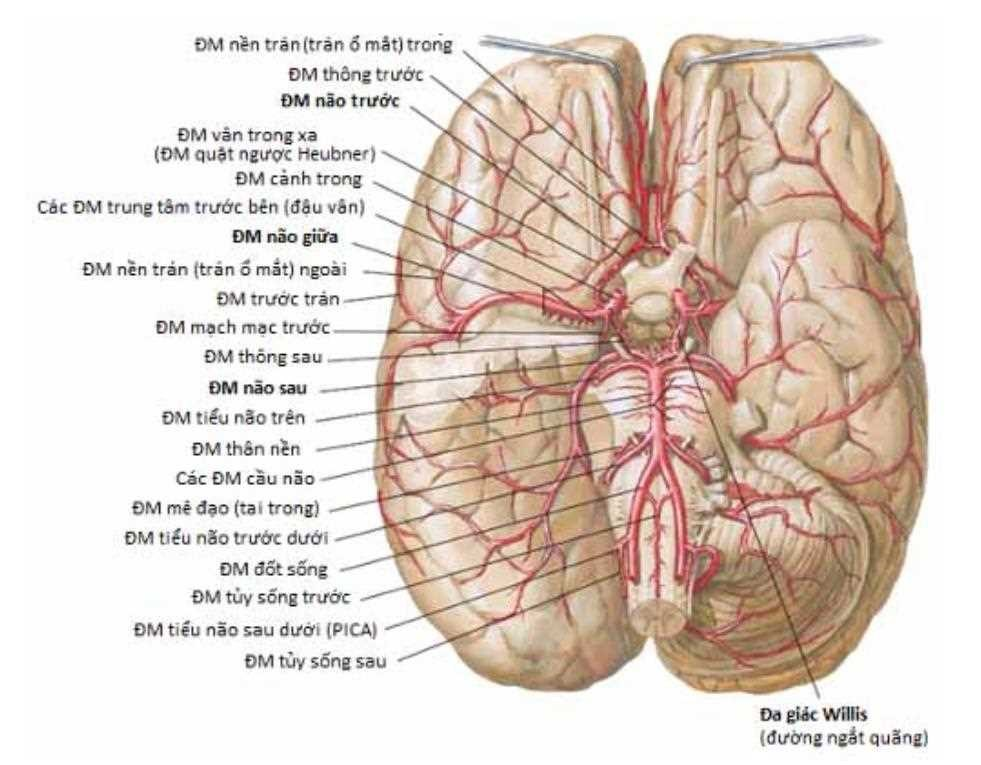 ĐM nền trán (trán ổ mắt) trong
ĐM thông trước
ĐM não trước
ĐM vân trong xa
(ĐM quặt ngược Heubner)
ĐM cảnh trong
Các ĐM trung tâm trước bên (đậu vân)
ĐM não giữa
ĐM nền trán (trán ổ mắt) ngoài
ĐM trước trán
ĐM mạch mạc trước
ĐM thông sau
ĐM não sau
ĐM tiểu não trên
ĐM thân nền
Các ĐM cầu não
ĐM mê đạo (tai trong)
ĐM tiểu não trước dưới
ĐM đốt sống
ĐM tủy sống trước
ĐM tiểu não sau dưới (PICA)
ĐM tủy sống sau
Đa giác Willis
(đường ngắt quãng)